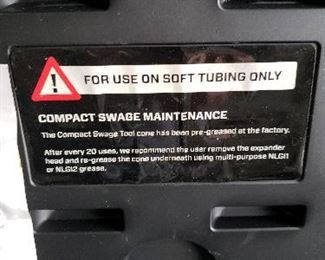 FOR USE ON SOFT TUBING ONLY
COMPACT SWAGE MAINTENANCE
The Compact Swage Tool cone has been pre-greased at the factory.
After every 20 uses, we recommend the user remove the expander
head and re-grease the cone underneath using multi-purpose NLGI1
or NLGI2 grease.